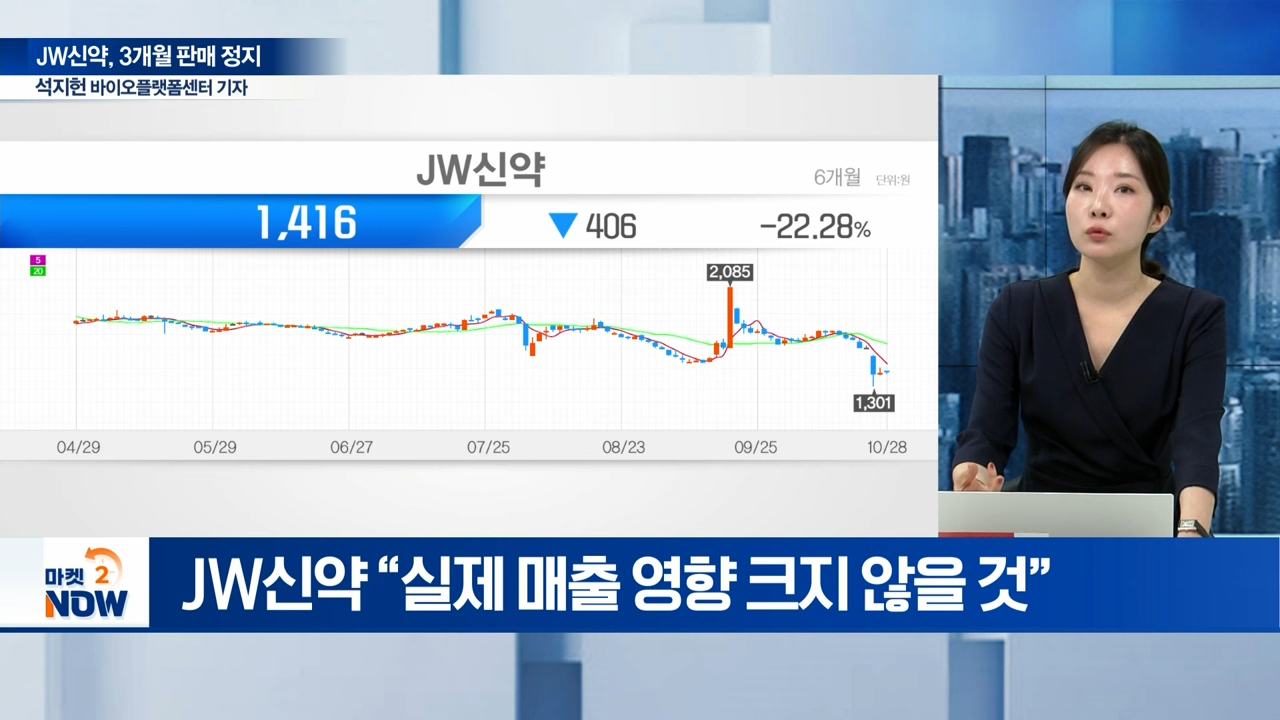 JW신약, 3개월 판매 정지
석지헌 바이오플랫폼센터 기자
JW신약
6개월 단위:원
1,416 ▼ 406 -22.28%
5
20
2,085
1,301
04/29 05/29 06/27 07/25 08/23 09/25 10/28
마켓 2
NOW
JW신약 “실제 매출 영향 크지 않을 것”